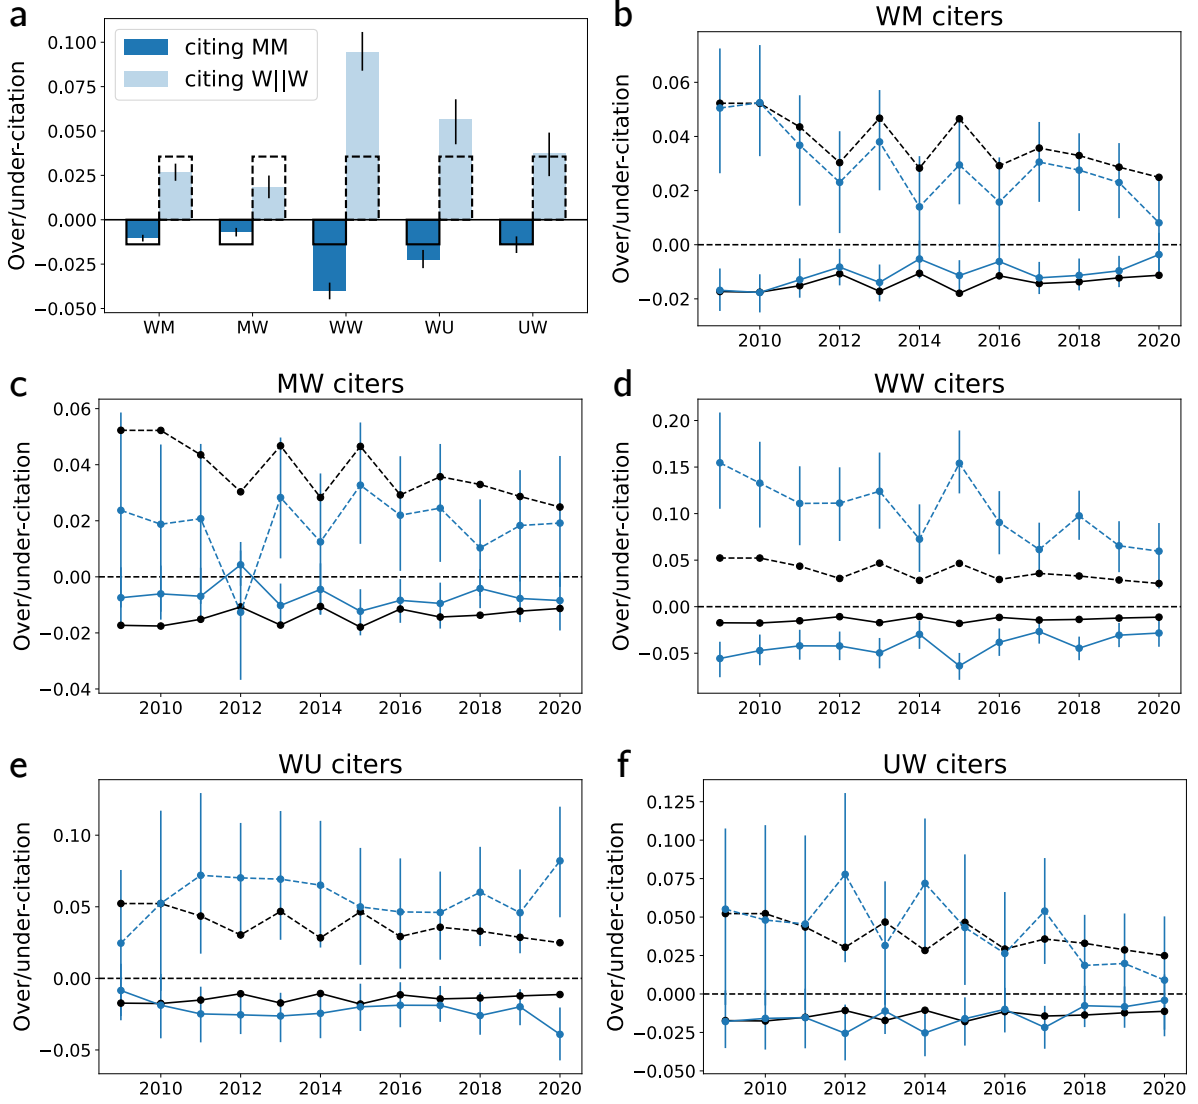 a
Over/under-citation
0.100
0.075
0.050
0.025
0.000
−0.025
−0.050
citing MM
citing W||W
WM MW WW WU UW
b
WM citers
Over/under-citation
0.06
0.04
0.02
0.00
−0.02
2010 2012 2014 2016 2018 2020
c
MW citers
Over/under-citation
0.06
0.04
0.02
0.00
−0.02
−0.04
2010 2012 2014 2016 2018 2020
d
WW citers
Over/under-citation
0.20
0.15
0.10
0.05
0.00
−0.05
2010 2012 2014 2016 2018 2020
e
WU citers
Over/under-citation
0.10
0.05
0.00
−0.05
2010 2012 2014 2016 2018 2020
f
UW citers
Over/under-citation
0.125
0.100
0.075
0.050
0.025
0.000
−0.025
−0.050
2010 2012 2014 2016 2018 2020